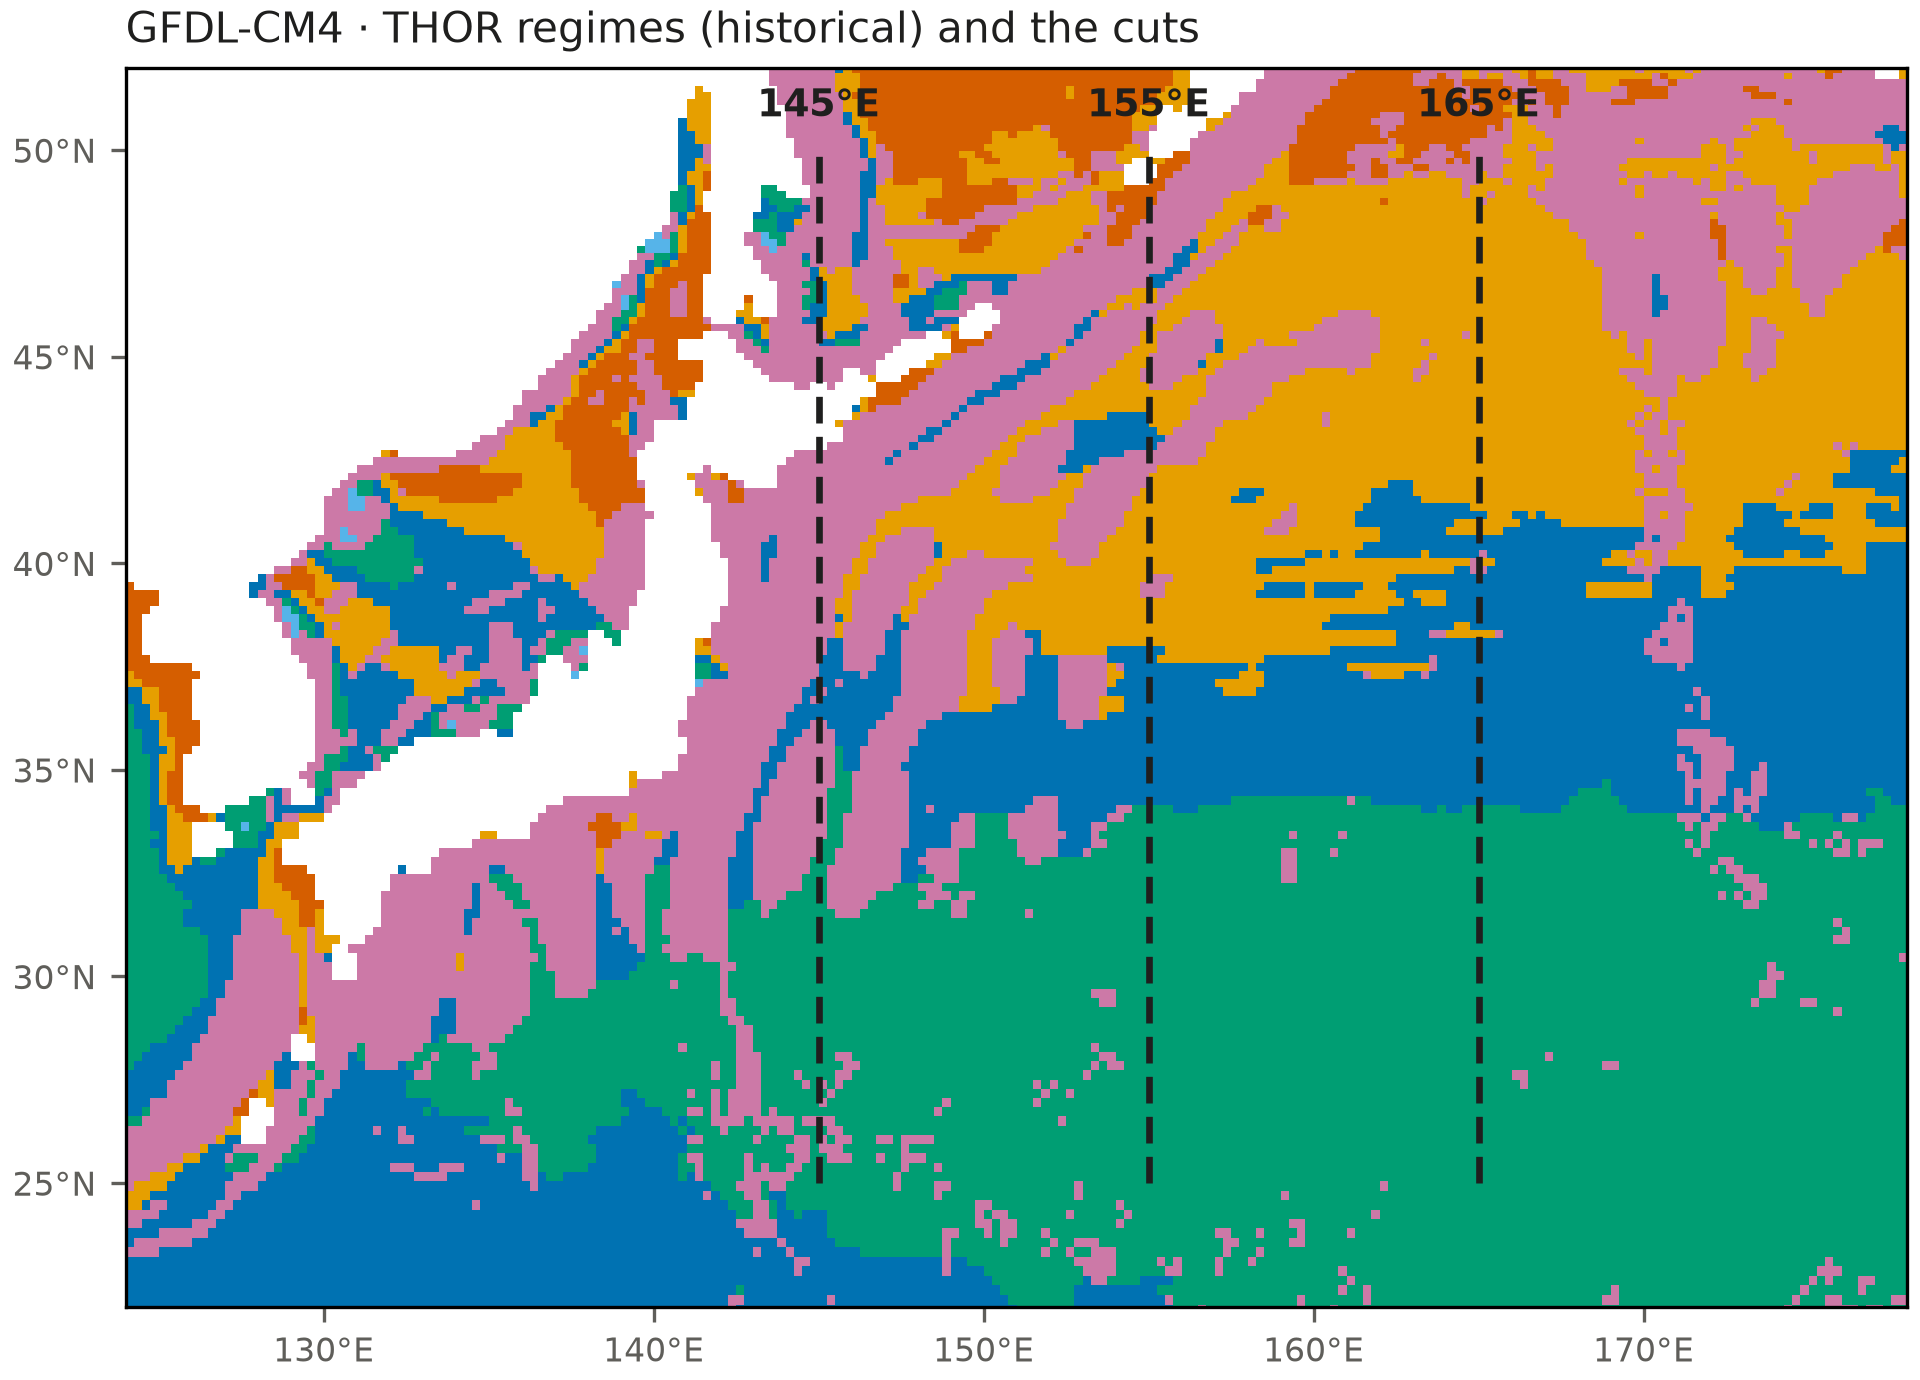 GFDL-CM4 · THOR regimes (historical) and the cuts
145°E 155°E 165°E
50°N
45°N
40°N
35°N
30°N
25°N
130°E 140°E 150°E 160°E 170°E